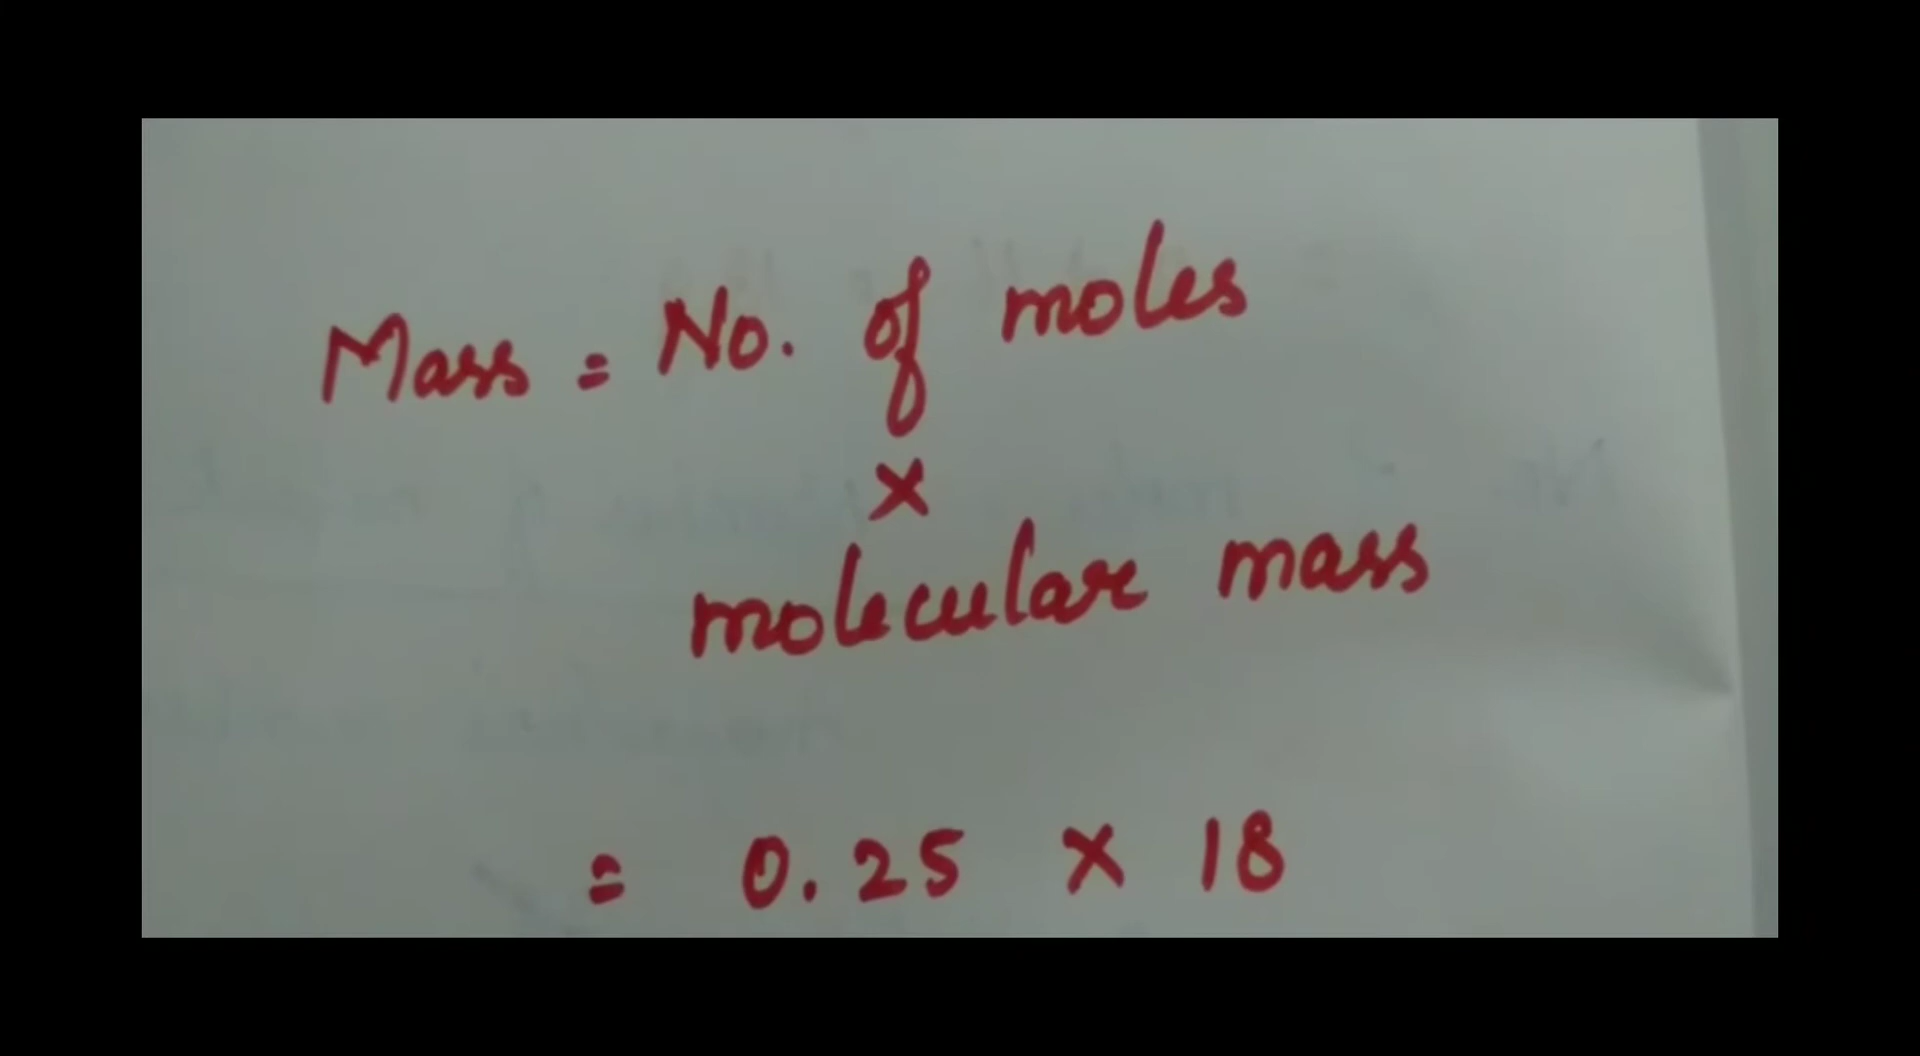 Mass = No. of moles
×
molecular mass
= 0.25 × 18